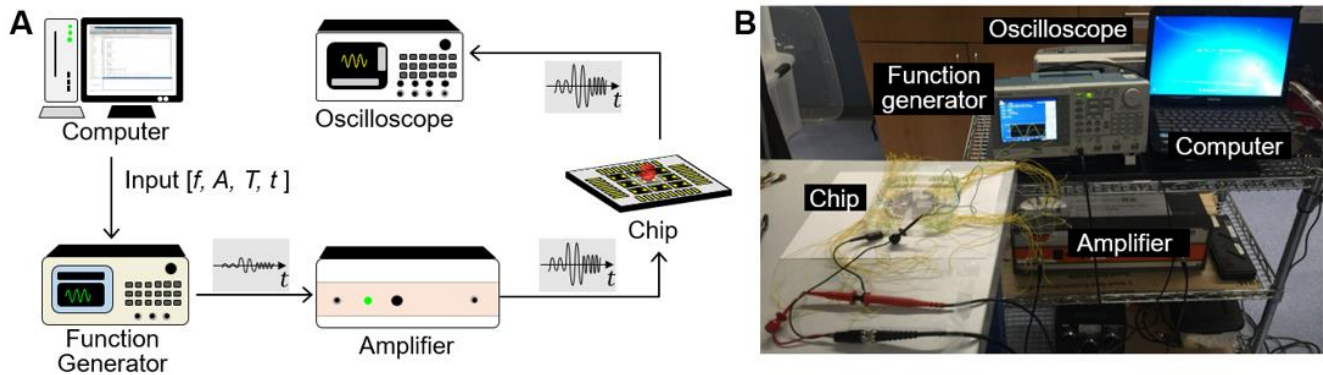 A
Computer
Input [f, A, T, t ]
Function
Generator
t
Amplifier
t
Chip
t
Oscilloscope
B
Oscilloscope
Function
generator
Computer
Chip
Amplifier